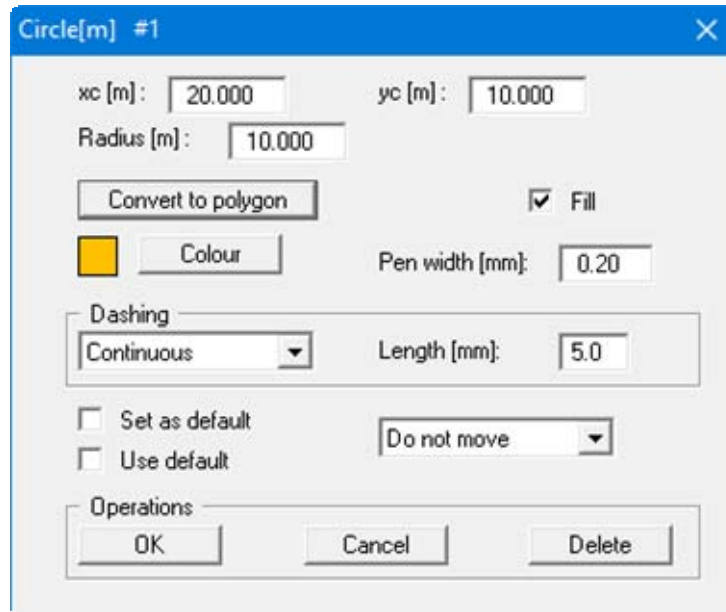 Circle[m] #1
xc [m] : 20.000 yc [m] : 10.000
Radius [m] : 10.000
Convert to polygon Fill
Colour Pen width [mm]: 0.20
Dashing
Continuous Length [mm]: 5.0
Set as default
Do not move
Use default
Operations
OK Cancel Delete